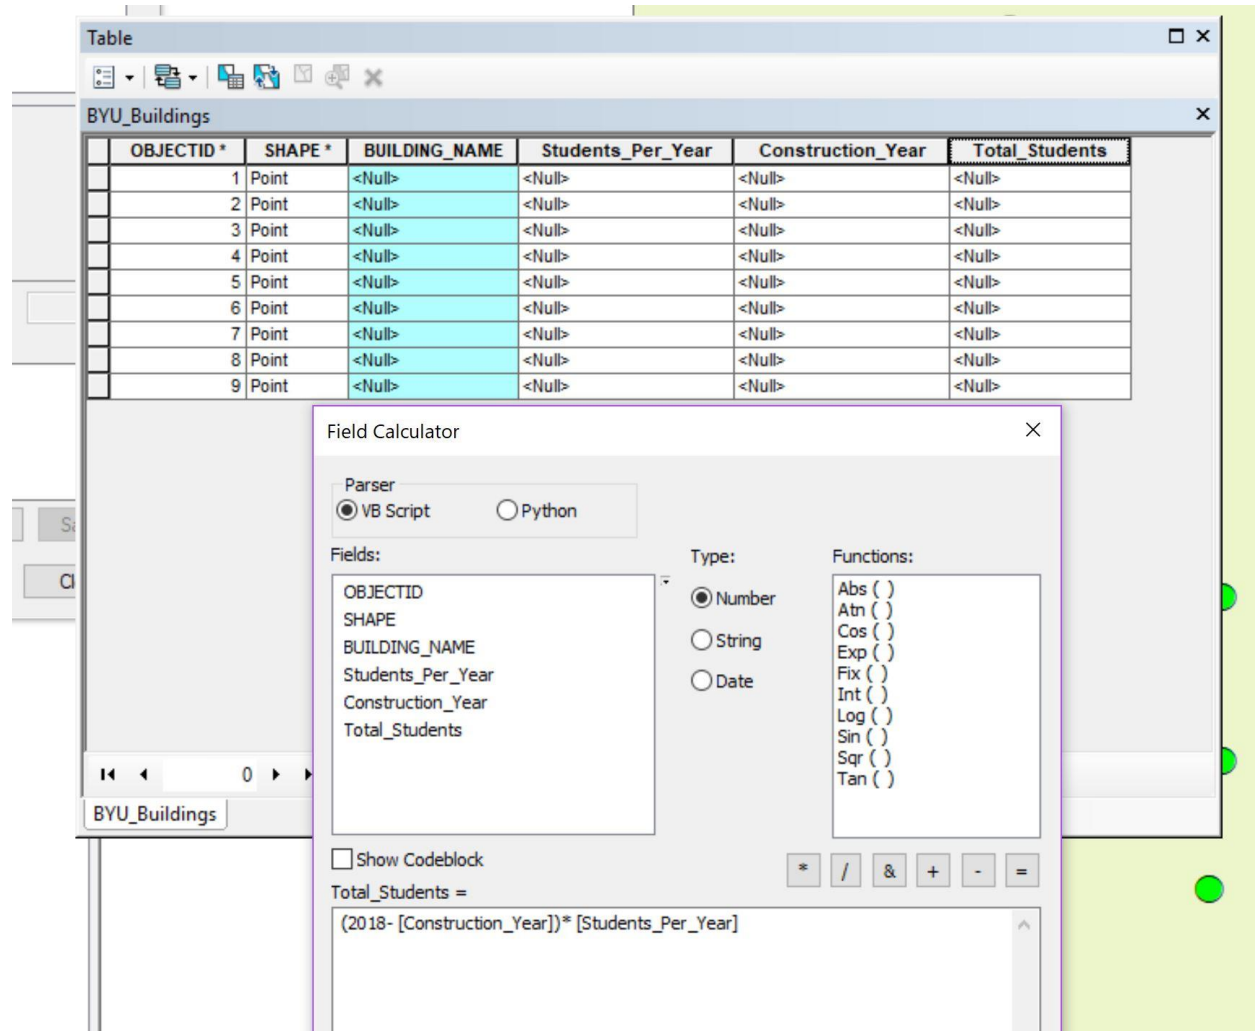 Table
BYU_Buildings
OBJECTID * SHAPE * BUILDING_NAME Students_Per_Year Construction_Year Total_Students
1 Point <Null> <Null> <Null> <Null>
2 Point <Null> <Null> <Null> <Null>
3 Point <Null> <Null> <Null> <Null>
4 Point <Null> <Null> <Null> <Null>
5 Point <Null> <Null> <Null> <Null>
6 Point <Null> <Null> <Null> <Null>
7 Point <Null> <Null> <Null> <Null>
8 Point <Null> <Null> <Null> <Null>
9 Point <Null> <Null> <Null> <Null>
0
BYU_Buildings
Field Calculator
Parser
VB Script Python
Fields:
OBJECTID
SHAPE
BUILDING_NAME
Students_Per_Year
Construction_Year
Total_Students
Type:
Number
String
Date
Functions:
Abs ( )
Atn ( )
Cos ( )
Exp ( )
Fix ( )
Int ( )
Log ( )
Sin ( )
Sqr ( )
Tan ( )
Show Codeblock
* / & + - =
Total_Students =
(2018- [Construction_Year])* [Students_Per_Year]